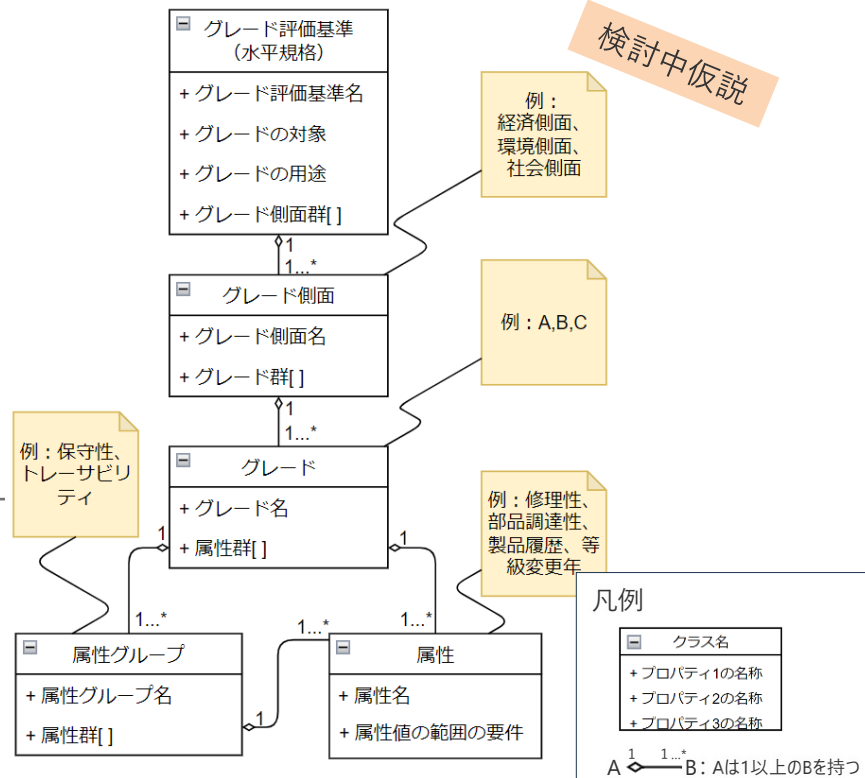 グレード評価基準
（水平規格）
+ グレード評価基準名
+ グレードの対象
+ グレードの用途
+ グレード側面群[ ]
検討中仮説
例：
経済側面、
環境側面、
社会側面
1
1...*
グレード側面
+ グレード側面名
+ グレード群[ ]
例：A,B,C
1
1...*
グレード
+ グレード名
+ 属性群[ ]
例：保守性、
トレーサビリ
ティ
例：修理性、
部品調達性、
製品履歴、等
級変更年
1
1
1...*
1...*
1...*
属性グループ
+ 属性グループ名
+ 属性群[ ]
1
属性
+ 属性名
+ 属性値の範囲の要件
凡例
クラス名
+ プロパティ1の名称
+ プロパティ2の名称
+ プロパティ3の名称
A 1 1...* B：Aは1以上のBを持つ